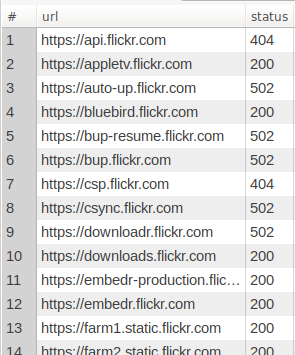 # url status
1 https://api.flickr.com 404
2 https://appletv.flickr.com 200
3 https://auto-up.flickr.com 502
4 https://bluebird.flickr.com 200
5 https://bup-resume.flickr.com 502
6 https://bup.flickr.com 502
7 https://csp.flickr.com 404
8 https://csync.flickr.com 502
9 https://downloadr.flickr.com 502
10 https://downloads.flickr.com 200
11 https://embedr-production.flic… 200
12 https://embedr.flickr.com 200
13 https://farm1.static.flickr.com 200
14 https://farm2.static.flickr.com 200